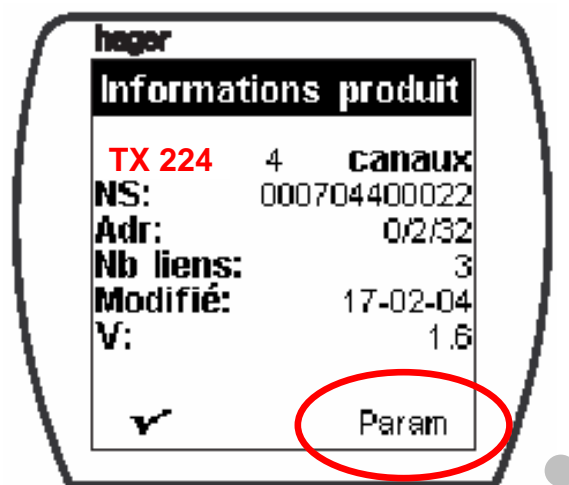 hager
Informations produit
TX 224 4 canaux
NS: 000704400022
Adr: 0/2/32
Nb liens: 3
Modifié: 17-02-04
V: 1.6
Param